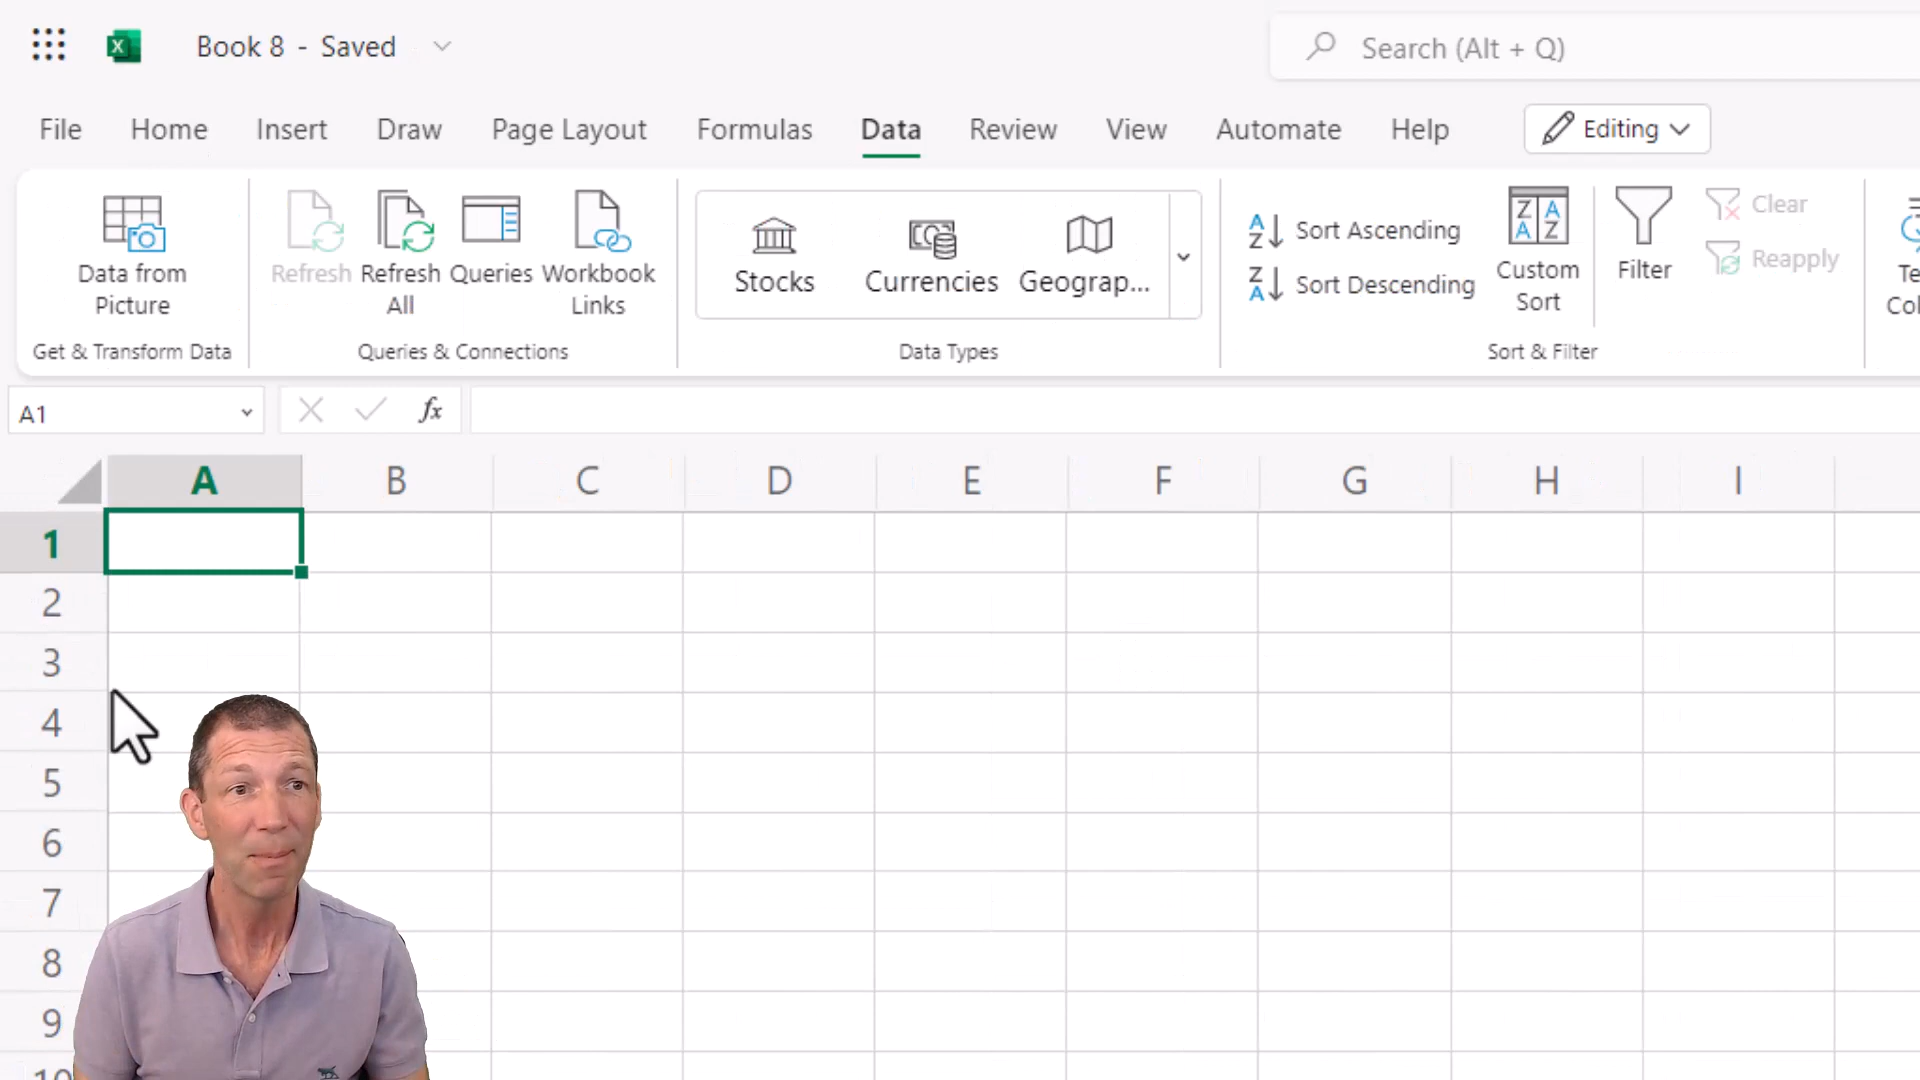 Book 8 - Saved
Search (Alt + Q)
File Home Insert Draw Page Layout Formulas Data Review View Automate Help Editing
Data from Picture
Get & Transform Data
Refresh
Refresh All
Queries
Workbook Links
Queries & Connections
Stocks
Currencies
Geograp...
Data Types
Sort Ascending
Sort Descending
Custom Sort
Filter
Clear
Reapply
Sort & Filter
Te
Col
A1
fx
A B C D E F G H I
1
2
3
4
5
6
7
8
9
10